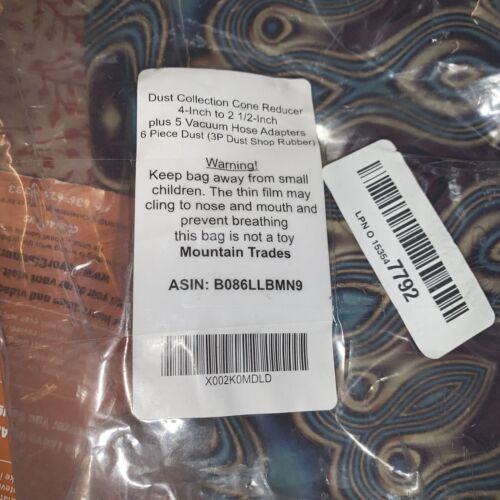 Dust Collection Cone Reducer
4-Inch to 2 1/2-Inch
plus 5 Vacuum Hose Adapters
6 Piece Dust (3P Dust Shop Rubber)
Warning!
Keep bag away from small
children. The thin film may
cling to nose and mouth and
prevent breathing
this bag is not a toy
Mountain Trades
ASIN: B086LLBMN9
X002K0MDLD
LPN O 15354
7792